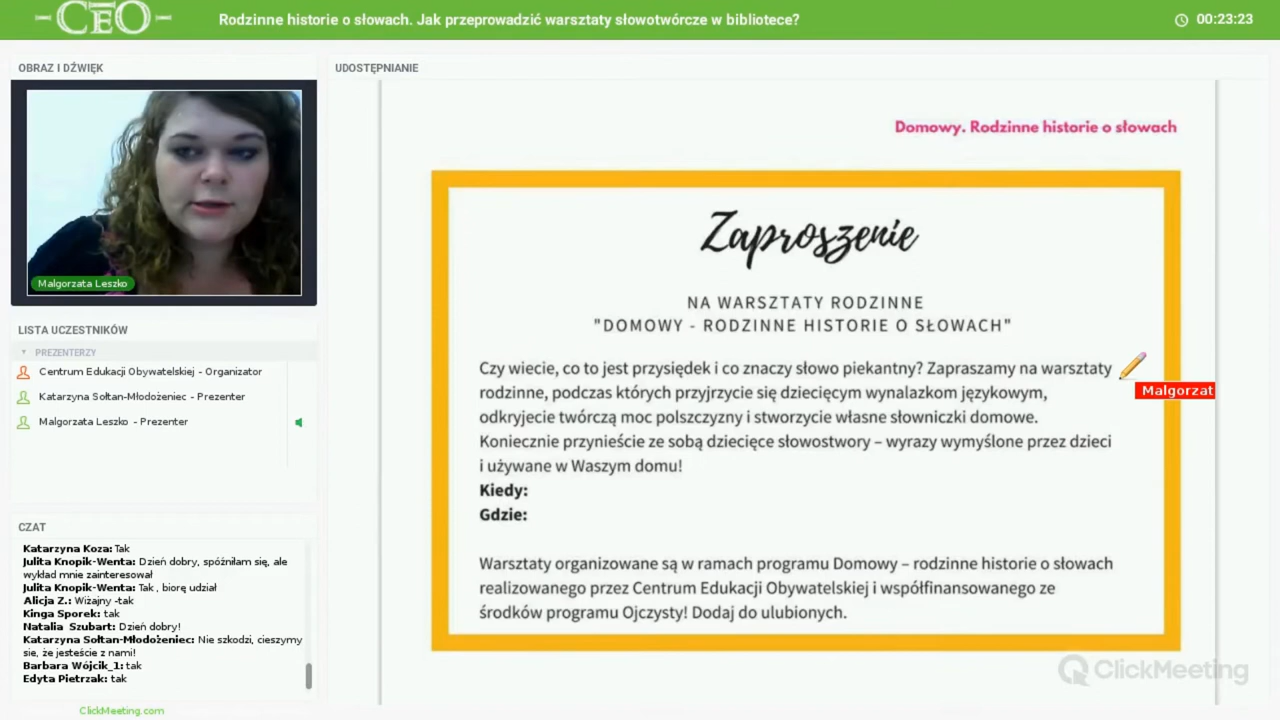 CEO
Rodzinne historie o słowach. Jak przeprowadzić warsztaty słowotwórcze w bibliotece?
00:23:23
OBRAZ I DŹWIĘK
Malgorzata Leszko
LISTA UCZESTNIKÓW
PREZENTERZY
Centrum Edukacji Obywatelskiej - Organizator
Katarzyna Sołtan-Młodożeniec - Prezenter
Malgorzata Leszko - Prezenter
CZAT
Katarzyna Koza: Tak
Julita Knopik-Wenta: Dzień dobry, spóźniłam się, ale
wykład mnie zainteresował
Julita Knopik-Wenta: Tak , biorę udział
Alicja Z.: Wiżajny -tak
Kinga Sporek: tak
Natalia Szubart: Dzień dobry!
Katarzyna Sołtan-Młodożeniec: Nie szkodzi, cieszymy
sie, że jesteście z nami!
Barbara Wójcik_1: tak
Edyta Pietrzak: tak
ClickMeeting.com
UDOSTĘPNIANIE
Domowy. Rodzinne historie o słowach
Zaproszenie
NA WARSZTATY RODZINNE
"DOMOWY - RODZINNE HISTORIE O SŁOWACH"
Czy wiecie, co to jest przysiędek i co znaczy słowo piekantny? Zapraszamy na warsztaty
rodzinne, podczas których przyjrzycie się dziecięcym wynalazkom językowym,
odkryjecie twórczą moc polszczyzny i stworzycie własne słowniczki domowe.
Koniecznie przynieście ze sobą dziecięce słowostwory – wyrazy wymyślone przez dzieci
i używane w Waszym domu!
Kiedy:
Gdzie:
Warsztaty organizowane są w ramach programu Domowy – rodzinne historie o słowach
realizowanego przez Centrum Edukacji Obywatelskiej i współfinansowanego ze
środków programu Ojczysty! Dodaj do ulubionych.
Malgorzat
ClickMeeting